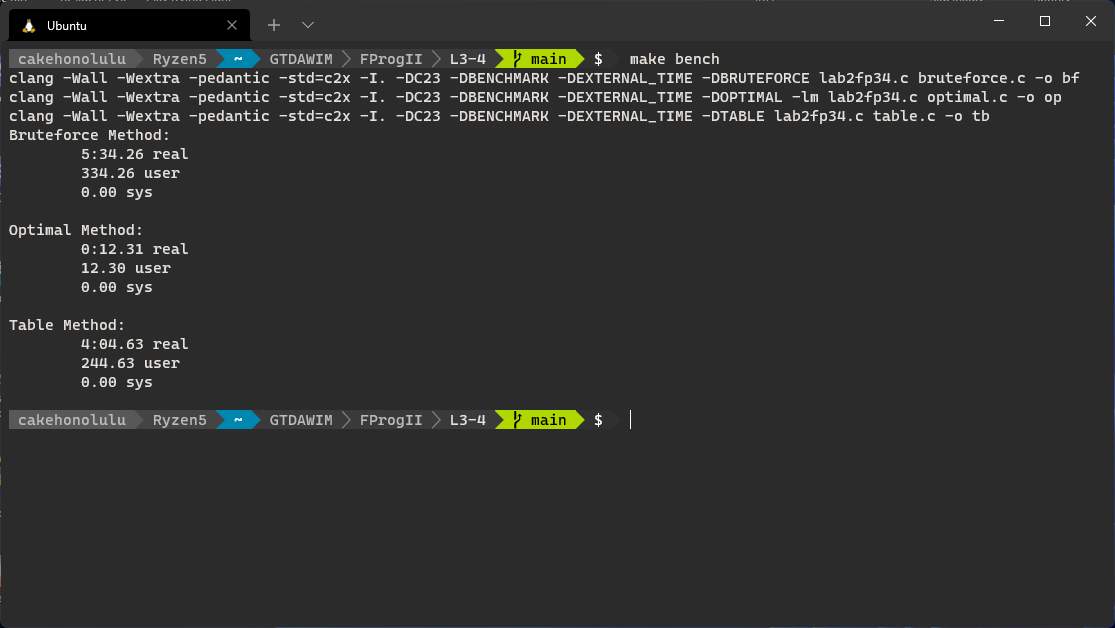 Ubuntu
cakehonolulu Ryzen5 ~ GTDAWIM FProgII L3-4 main $ make bench
clang -Wall -Wextra -pedantic -std=c2x -I. -DC23 -DBENCHMARK -DEXTERNAL_TIME -DBRUTEFORCE lab2fp34.c bruteforce.c -o bf
clang -Wall -Wextra -pedantic -std=c2x -I. -DC23 -DBENCHMARK -DEXTERNAL_TIME -DOPTIMAL -lm lab2fp34.c optimal.c -o op
clang -Wall -Wextra -pedantic -std=c2x -I. -DC23 -DBENCHMARK -DEXTERNAL_TIME -DTABLE lab2fp34.c table.c -o tb
Bruteforce Method:
5:34.26 real
334.26 user
0.00 sys
Optimal Method:
0:12.31 real
12.30 user
0.00 sys
Table Method:
4:04.63 real
244.63 user
0.00 sys
cakehonolulu Ryzen5 ~ GTDAWIM FProgII L3-4 main $